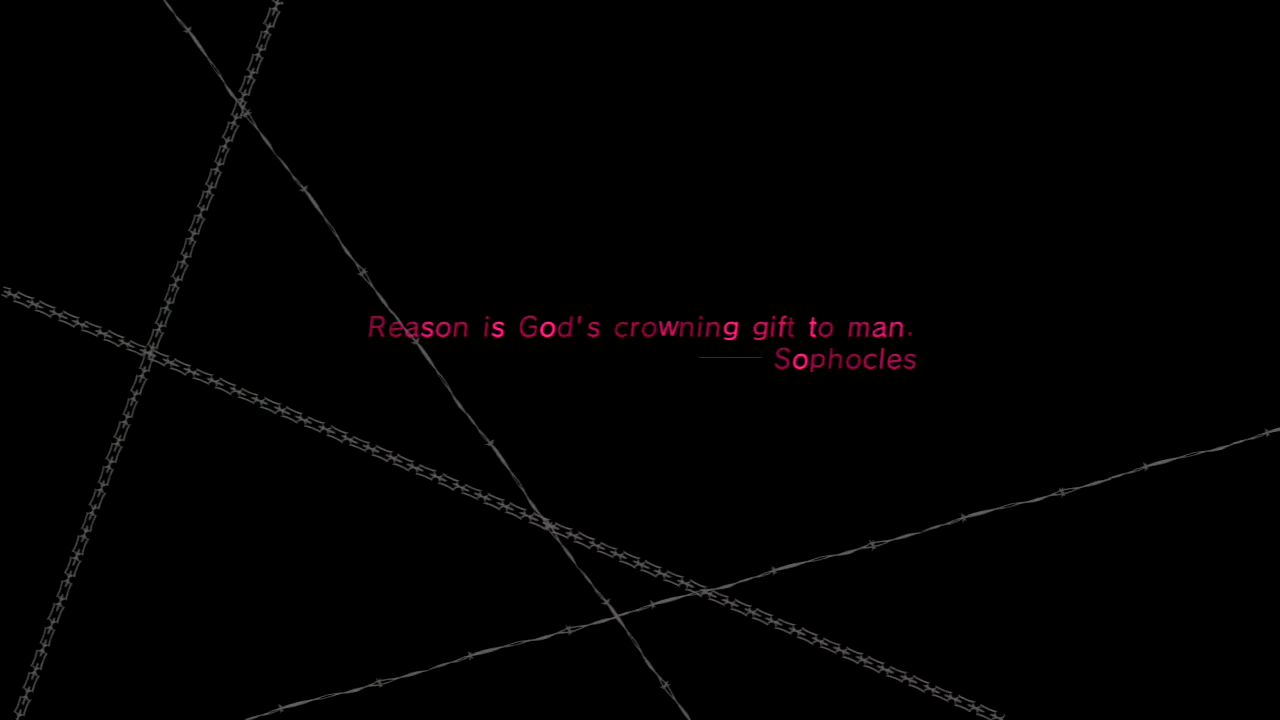 Reason is God's crowning gift to man.
—— Sophocles